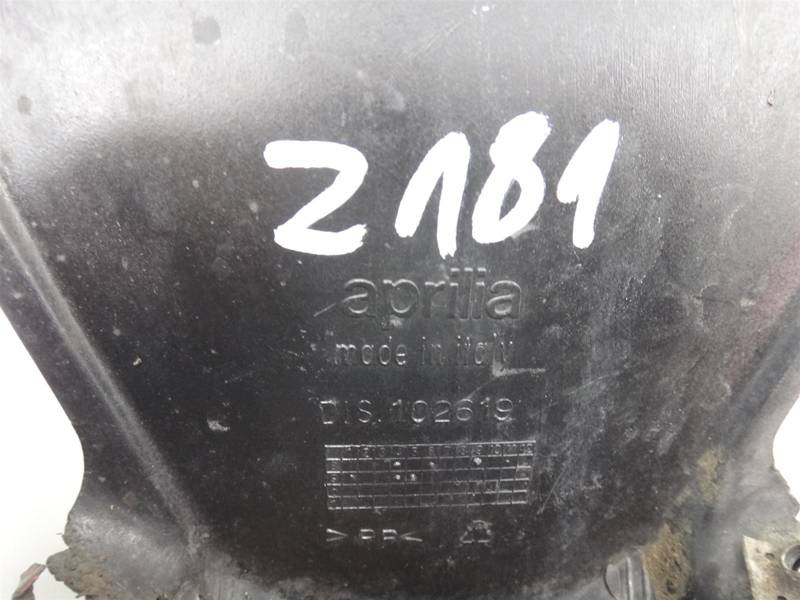 Z181
aprilia
made in italy
DIS. 102619
>PP<